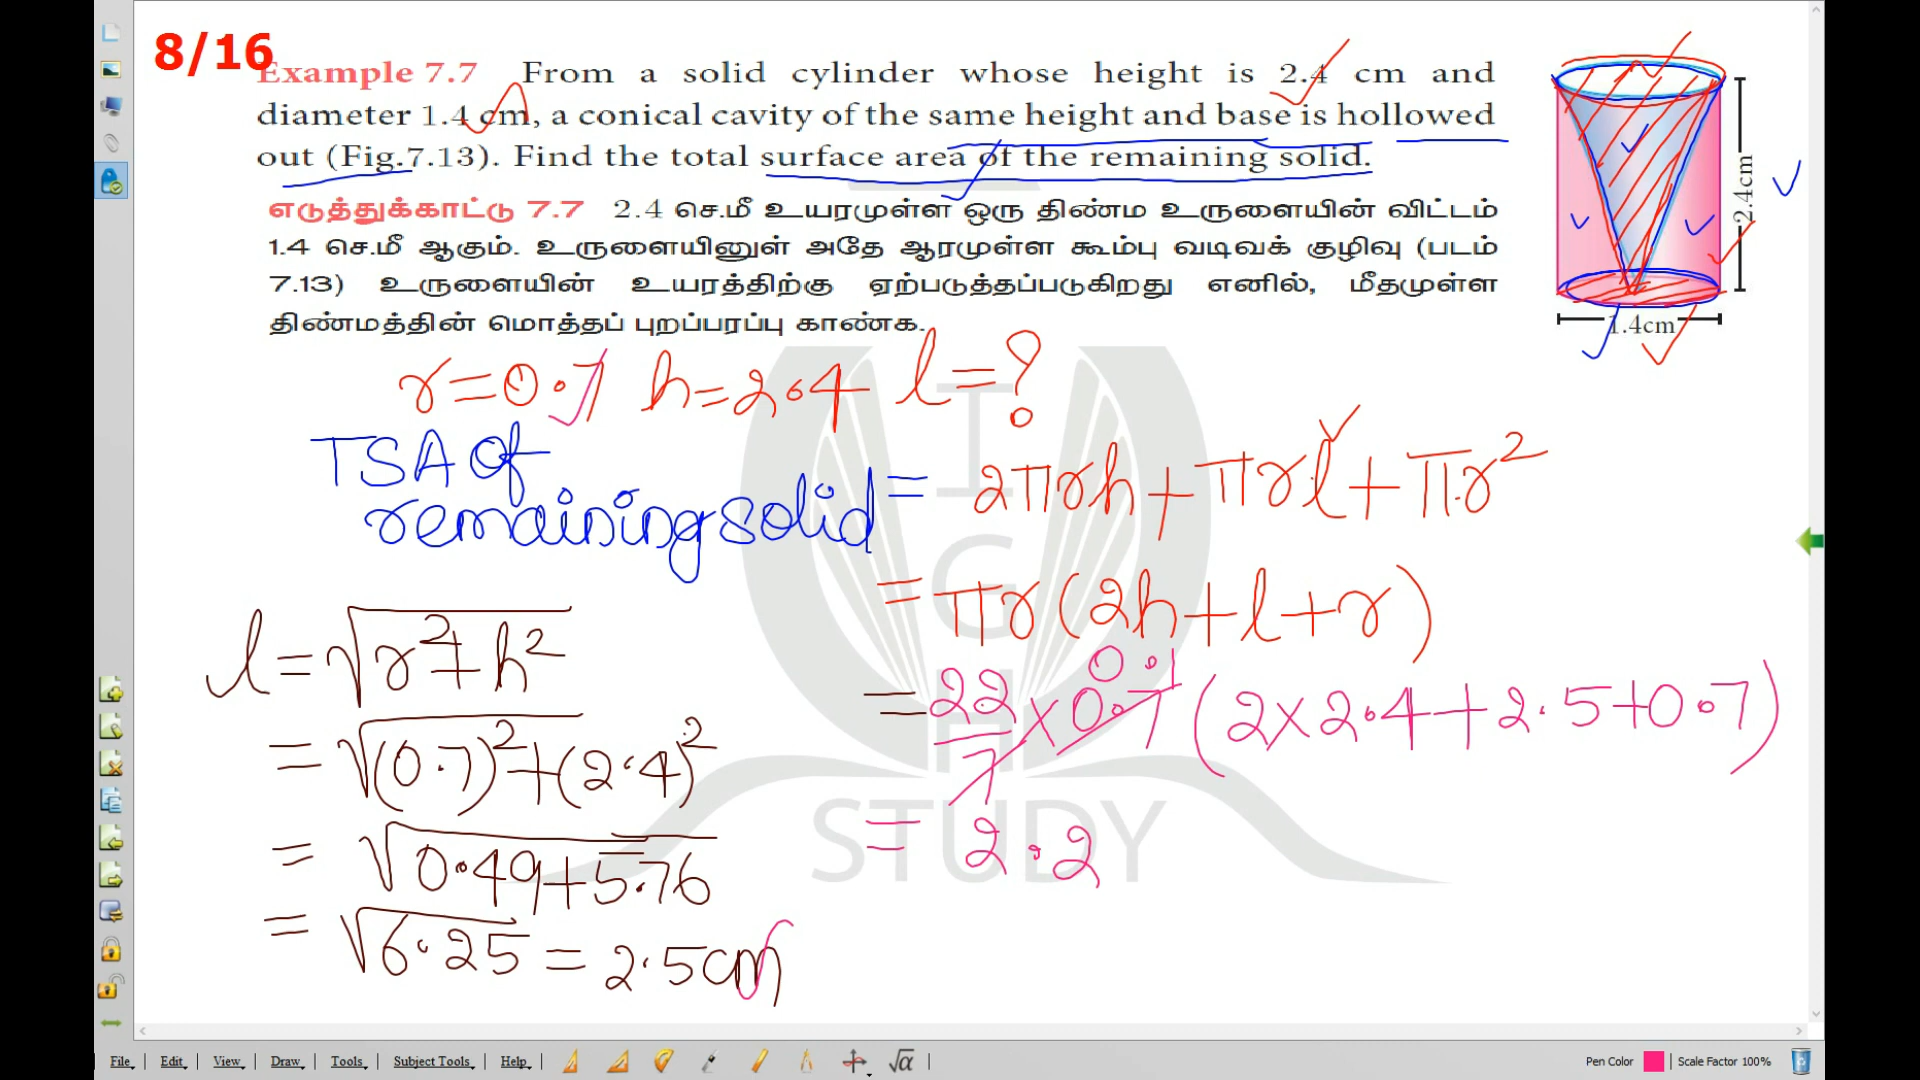 8/16
Example 7.7 From a solid cylinder whose height is 2.4 cm and
diameter 1.4 cm, a conical cavity of the same height and base is hollowed
out (Fig.7.13). Find the total surface area of the remaining solid.
எடுத்துக்காட்டு 7.7 2.4 செ.மீ உயரமுள்ள ஒரு திண்ம உருளையின் விட்டம்
1.4 செ.மீ ஆகும். உருளையினுள் அதே ஆரமுள்ள கூம்பு வடிவக் குழிவு (படம்
7.13) உருளையின் உயரத்திற்கு ஏற்படுத்தப்படுகிறது எனில், மீதமுள்ள
திண்மத்தின் மொத்தப் புறப்பரப்பு காண்க.
2.4cm
1.4cm
r=0.7 h=2.4 l=?
TSA of
remaining solid = 2πrh+πrl+πr²
= πr(2h+l+r)
= 22/7 × 0.7 (2×2.4+2.5+0.7)
0.1
= 2.2
l = √r²+h²
= √(0.7)²+(2.4)²
= √0.49+5.76
= √6.25 = 2.5cm
LIGHT
STUDY
File Edit View Draw Tools Subject Tools Help √α
Pen Color Scale Factor 100%